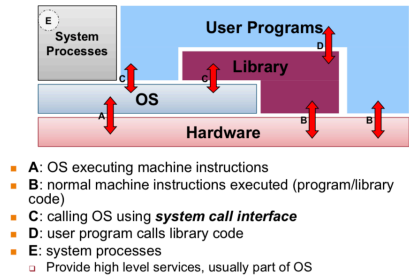 E
System
Processes
User Programs
D
Library
C
C
OS
A
B
B
Hardware
A: OS executing machine instructions
B: normal machine instructions executed (program/library
code)
C: calling OS using system call interface
D: user program calls library code
E: system processes
Provide high level services, usually part of OS